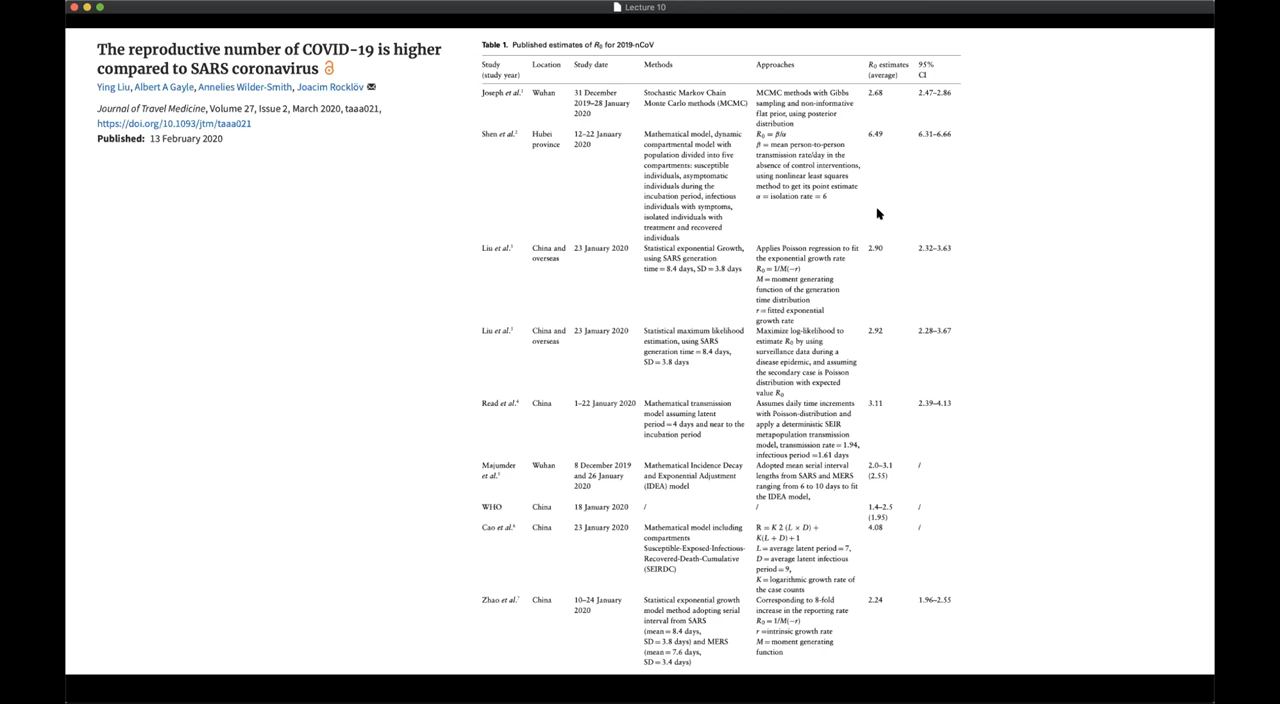 Lecture 10
The reproductive number of COVID-19 is higher
compared to SARS coronavirus
Ying Liu, Albert A Gayle, Annelies Wilder-Smith, Joacim Rocklöv
Journal of Travel Medicine, Volume 27, Issue 2, March 2020, taaa021,
https://doi.org/10.1093/jtm/taaa021
Published: 13 February 2020
Table 1. Published estimates of R0 for 2019-nCoV
Study
(study year)
Location
Study date
Methods
Approaches
R0 estimates
(average)
95%
CI
Joseph et al.1
Wuhan
31 December
2019–28 January
2020
Stochastic Markov Chain
Monte Carlo methods (MCMC)
MCMC methods with Gibbs
sampling and non-informative
flat prior, using posterior
distribution
2.68
2.47–2.86
Shen et al.2
Hubei
province
12–22 January
2020
Mathematical model, dynamic
compartmental model with
population divided into five
compartments: susceptible
individuals, asymptomatic
individuals during the
incubation period, infectious
individuals with symptoms,
isolated individuals with
treatment and recovered
individuals
R0 = β/α
β = mean person-to-person
transmission rate/day in the
absence of control interventions,
using nonlinear least squares
method to get its point estimate
α = isolation rate = 6
6.49
6.31–6.66
Liu et al.3
China and
overseas
23 January 2020
Statistical exponential Growth,
using SARS generation
time = 8.4 days, SD = 3.8 days
Applies Poisson regression to fit
the exponential growth rate
R0 = 1/M(−r)
M = moment generating
function of the generation
time distribution
r = fitted exponential
growth rate
2.90
2.32–3.63
Liu et al.3
China and
overseas
23 January 2020
Statistical maximum likelihood
estimation, using SARS
generation time = 8.4 days,
SD = 3.8 days
Maximize log-likelihood to
estimate R0 by using
surveillance data during a
disease epidemic, and assuming
the secondary case is Poisson
distribution with expected
value R0
2.92
2.28–3.67
Read et al.4
China
1–22 January 2020
Mathematical transmission
model assuming latent
period = 4 days and near to the
incubation period
Assumes daily time increments
with Poisson-distribution and
apply a deterministic SEIR
metapopulation transmission
model, transmission rate = 1.94,
infectious period =1.61 days
3.11
2.39–4.13
Majumder
et al.5
Wuhan
8 December 2019
and 26 January
2020
Mathematical Incidence Decay
and Exponential Adjustment
(IDEA) model
Adopted mean serial interval
lengths from SARS and MERS
ranging from 6 to 10 days to fit
the IDEA model,
2.0–3.1
(2.55)
/
WHO
China
18 January 2020
/
/
1.4–2.5
(1.95)
/
Cao et al.6
China
23 January 2020
Mathematical model including
compartments
Susceptible-Exposed-Infectious-
Recovered-Death-Cumulative
(SEIRDC)
R = K 2 (L × D) +
K(L + D) + 1
L = average latent period = 7,
D = average latent infectious
period = 9,
K = logarithmic growth rate of
the case counts
4.08
/
Zhao et al.7
China
10–24 January
2020
Statistical exponential growth
model method adopting serial
interval from SARS
(mean = 8.4 days,
SD = 3.8 days) and MERS
(mean = 7.6 days,
SD = 3.4 days)
Corresponding to 8-fold
increase in the reporting rate
R0 = 1/M(−r)
r =intrinsic growth rate
M = moment generating
function
2.24
1.96–2.55